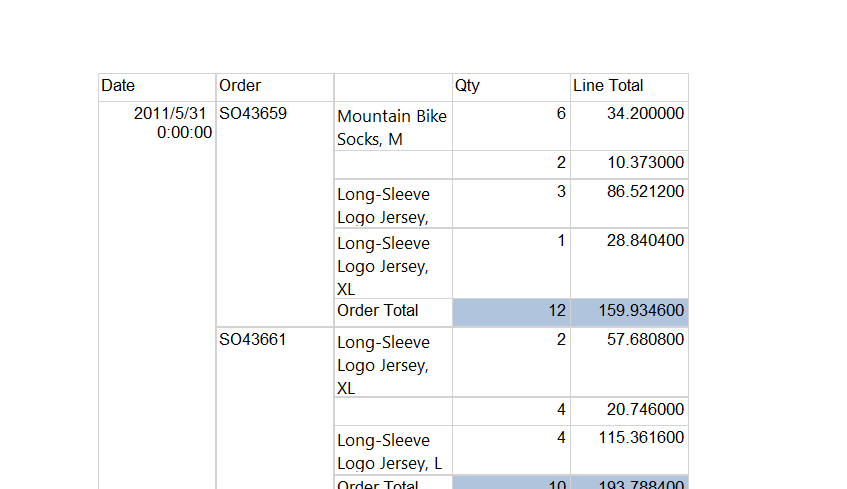 Date Order Qty Line Total
2011/5/31 SO43659 Mountain Bike 6 34.200000
0:00:00 Socks, M
2 10.373000
Long-Sleeve 3 86.521200
Logo Jersey,
Long-Sleeve 1 28.840400
Logo Jersey,
XL
Order Total 12 159.934600
SO43661 Long-Sleeve 2 57.680800
Logo Jersey,
XL
4 20.746000
Long-Sleeve 4 115.361600
Logo Jersey, L
Order Total 10 193.788400